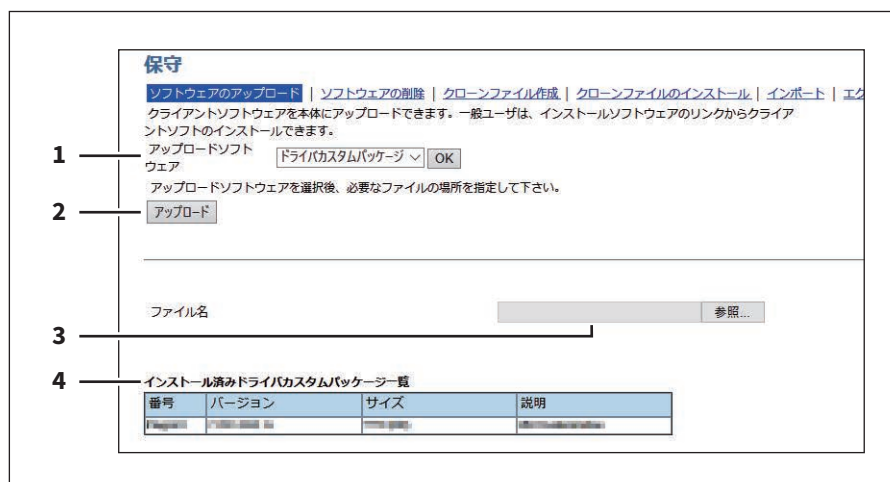 保守
ソフトウェアのアップロード | ソフトウェアの削除 | クローンファイル作成 | クローンファイルのインストール | インポート | エク
クライアントソフトウェアを本体にアップロードできます。一般ユーザは、インストールソフトウェアのリンクからクライア
ントソフトのインストールできます。
1 アップロードソフト
ウェア ドライバカスタムパッケージ OK
アップロードソフトウェアを選択後、必要なファイルの場所を指定して下さい。
2 アップロード
ファイル名 参照...
3
4 インストール済みドライバカスタムパッケージ一覧
番号 バージョン サイズ 説明